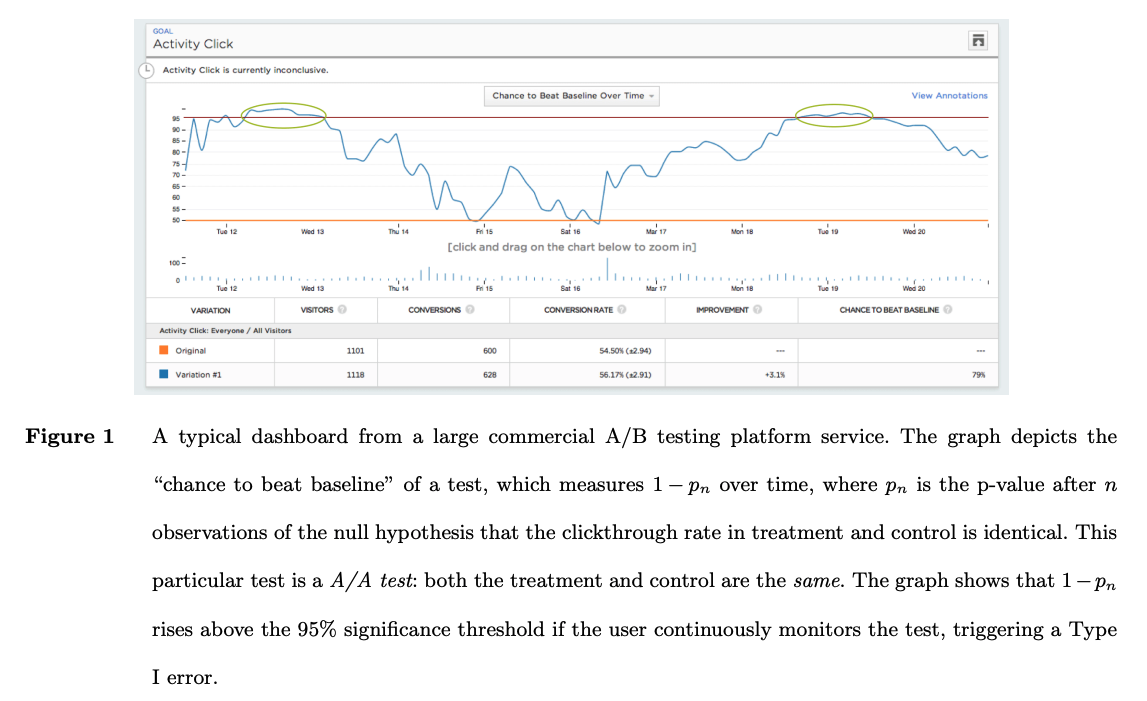 GOAL
Activity Click
Activity Click is currently inconclusive.
Chance to Beat Baseline Over Time
View Annotations
95
90
85
80
75
70
65
60
55
50
Tue 12 Wed 13 Thu 14 Fri 15 Sat 16 Mar 17 Mon 18 Tue 19 Wed 20
[click and drag on the chart below to zoom in]
100
0
Tue 12 Wed 13 Thu 14 Fri 15 Sat 16 Mar 17 Mon 18 Tue 19 Wed 20
VARIATION VISITORS ? CONVERSIONS ? CONVERSION RATE ? IMPROVEMENT ? CHANCE TO BEAT BASELINE ?
Activity Click: Everyone / All Visitors
Original 1101 600 54.50% (±2.94) --- ---
Variation #1 1118 628 56.17% (±2.91) +3.1% 79%
Figure 1 A typical dashboard from a large commercial A/B testing platform service. The graph depicts the
“chance to beat baseline” of a test, which measures 1 − pₙ over time, where pₙ is the p-value after n
observations of the null hypothesis that the clickthrough rate in treatment and control is identical. This
particular test is a A/A test: both the treatment and control are the same. The graph shows that 1 − pₙ
rises above the 95% significance threshold if the user continuously monitors the test, triggering a Type
I error.